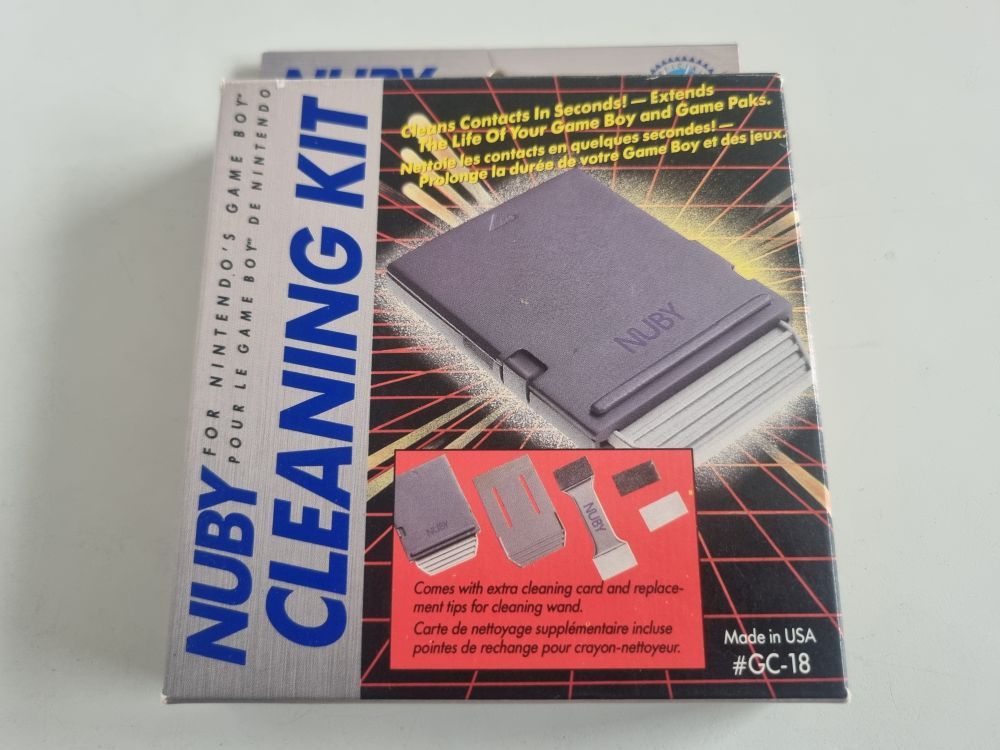 NUBY
NUBY FOR NINTENDO'S GAME BOY™
POUR LE GAME BOY™ DE NINTENDO
CLEANING KIT
Cleans Contacts In Seconds! — Extends
The Life Of Your Game Boy and Game Paks.
Nettoie les contacts en quelques secondes! —
Prolonge la durée de votre Game Boy et des jeux.
NUBY
NUBY
NUBY
Comes with extra cleaning card and replace-
ment tips for cleaning wand.
Carte de nettoyage supplémentaire incluse
pointes de rechange pour crayon-nettoyeur.
Made in USA
#GC-18